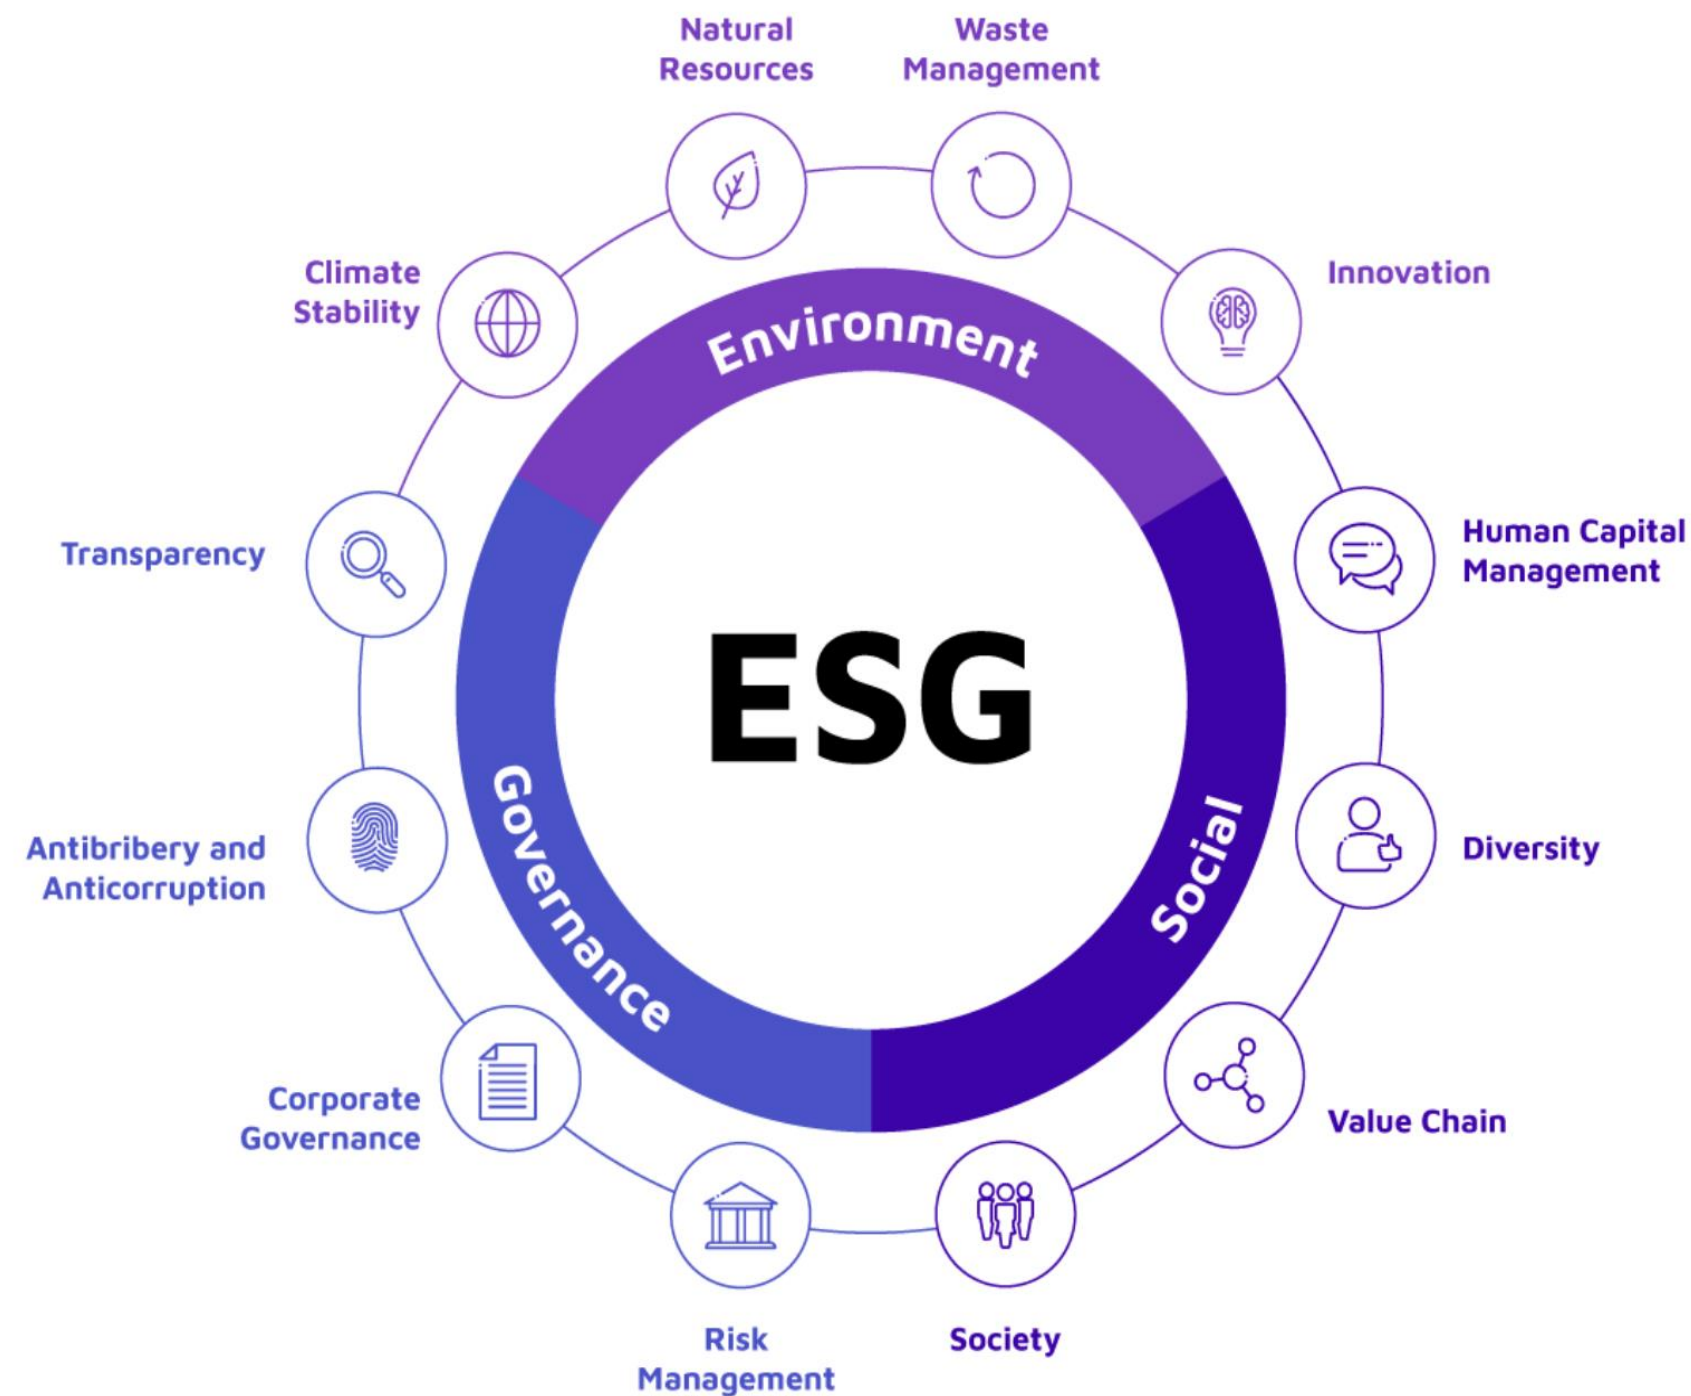 Natural
Resources
Waste
Management
Climate
Stability
Innovation
Environment
Transparency
Human Capital
Management
ESG
Antibribery and
Anticorruption
Governance
Social
Diversity
Corporate
Governance
Value Chain
Risk
Management
Society